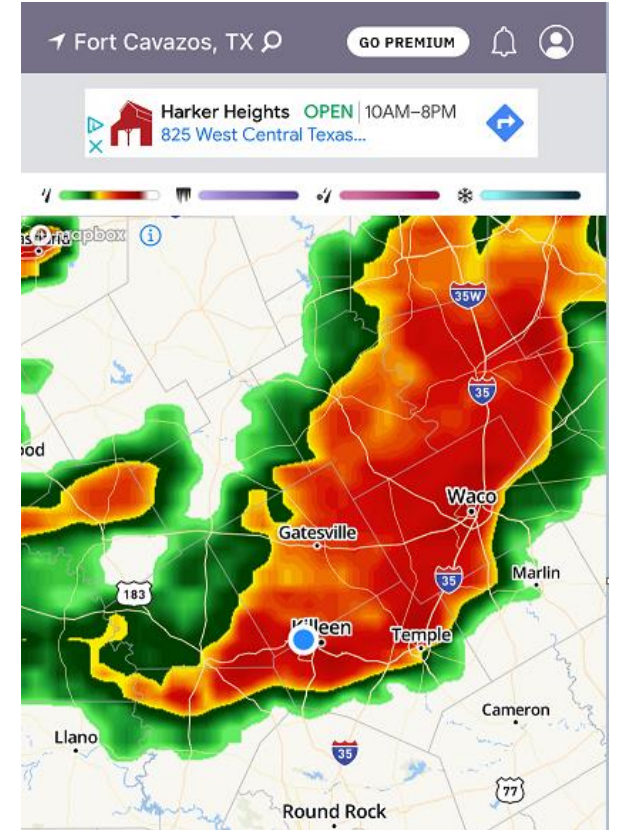 Fort Cavazos, TX
GO PREMIUM
Harker Heights OPEN 10AM–8PM
825 West Central Texas...
mapbox
35W
35
ood
Waco
Gatesville
35
Marlin
183
Killeen
Temple
Cameron
Llano
35
77
Round Rock